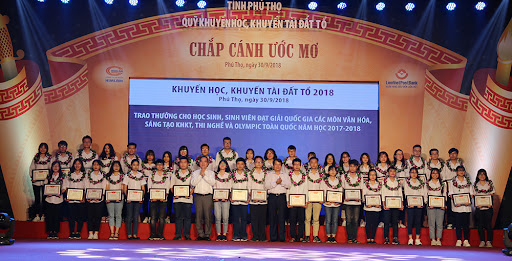 TỈNH PHÚ THỌ
QUỸ KHUYẾN HỌC, KHUYẾN TÀI ĐẤT TỔ
CHẮP CÁNH ƯỚC MƠ
Phú Thọ, ngày 30/9/2018
LienVietPostBank
KHUYẾN HỌC, KHUYẾN TÀI ĐẤT TỔ 2018
Phú Thọ, ngày 30/9/2018
TRAO THƯỞNG CHO HỌC SINH, SINH VIÊN ĐẠT GIẢI QUỐC GIA CÁC MÔN VĂN HÓA,
SÁNG TẠO KHKT, THI NGHỀ VÀ OLYMPIC TOÀN QUỐC NĂM HỌC 2017-2018